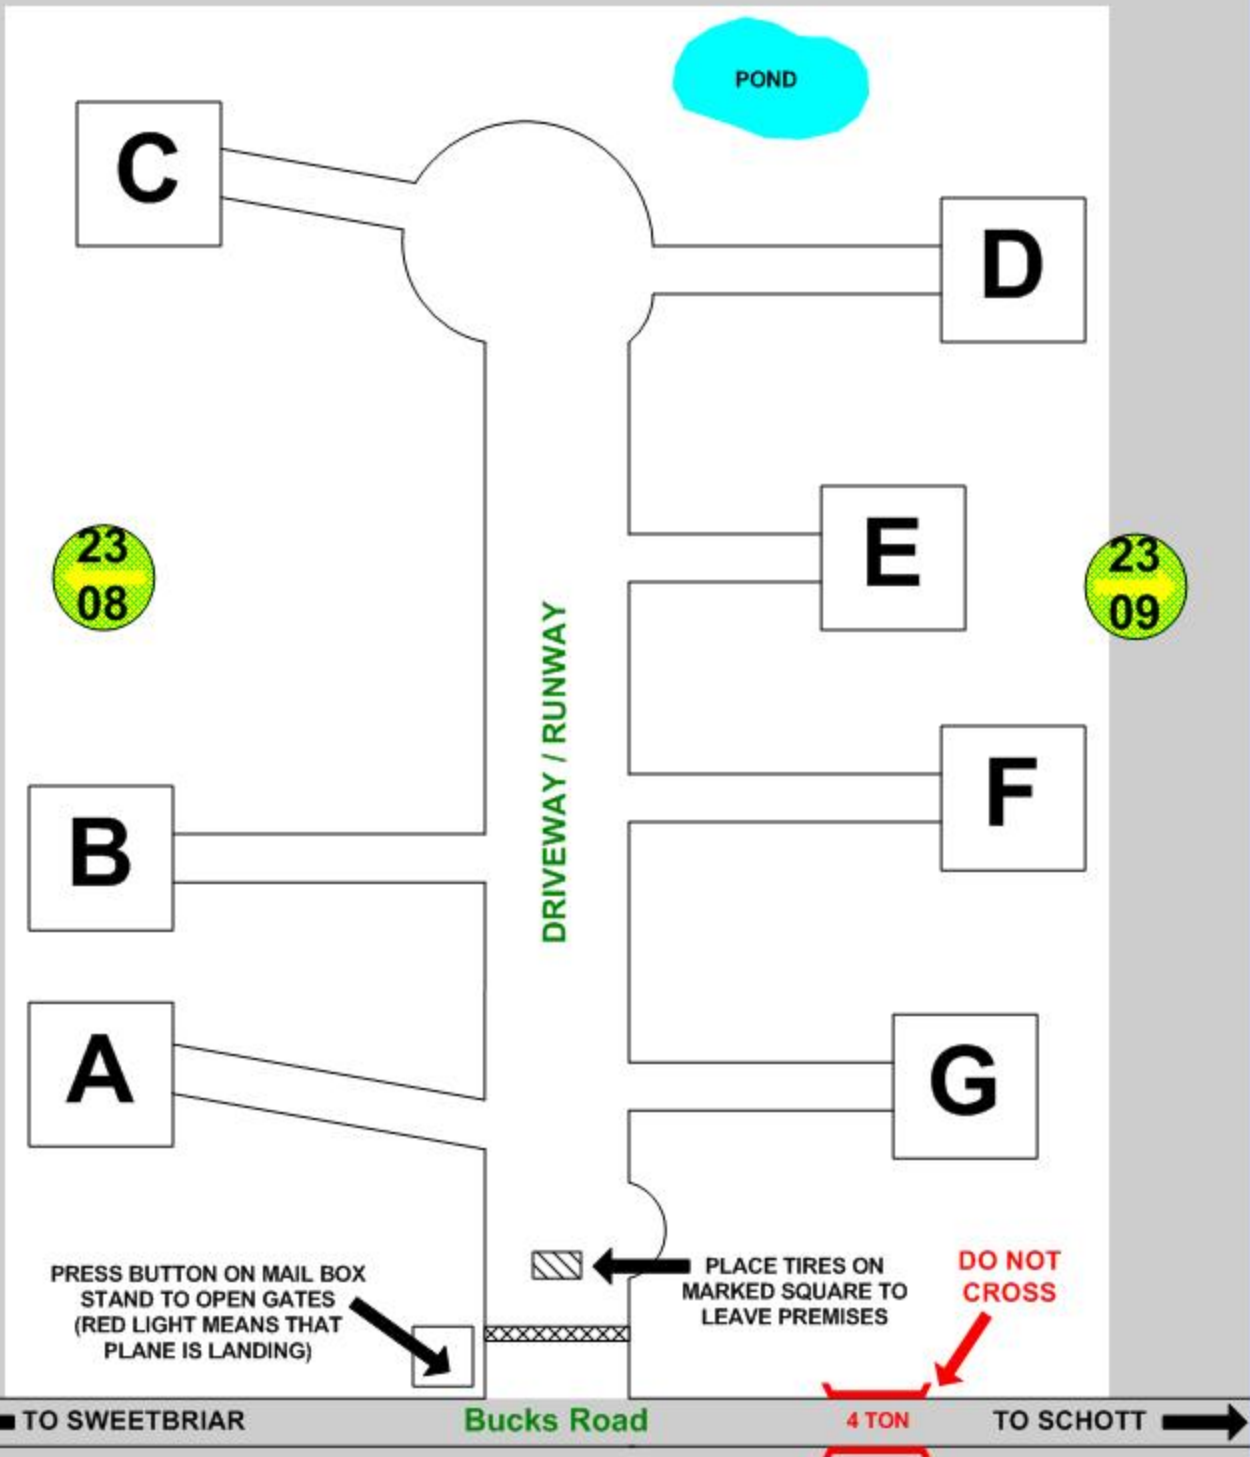 POND
C
D
E
23
08
23
09
DRIVEWAY / RUNWAY
F
B
A
G
PRESS BUTTON ON MAIL BOX
STAND TO OPEN GATES
(RED LIGHT MEANS THAT
PLANE IS LANDING)
PLACE TIRES ON
MARKED SQUARE TO
LEAVE PREMISES
DO NOT
CROSS
TO SWEETBRIAR
Bucks Road
4 TON
TO SCHOTT